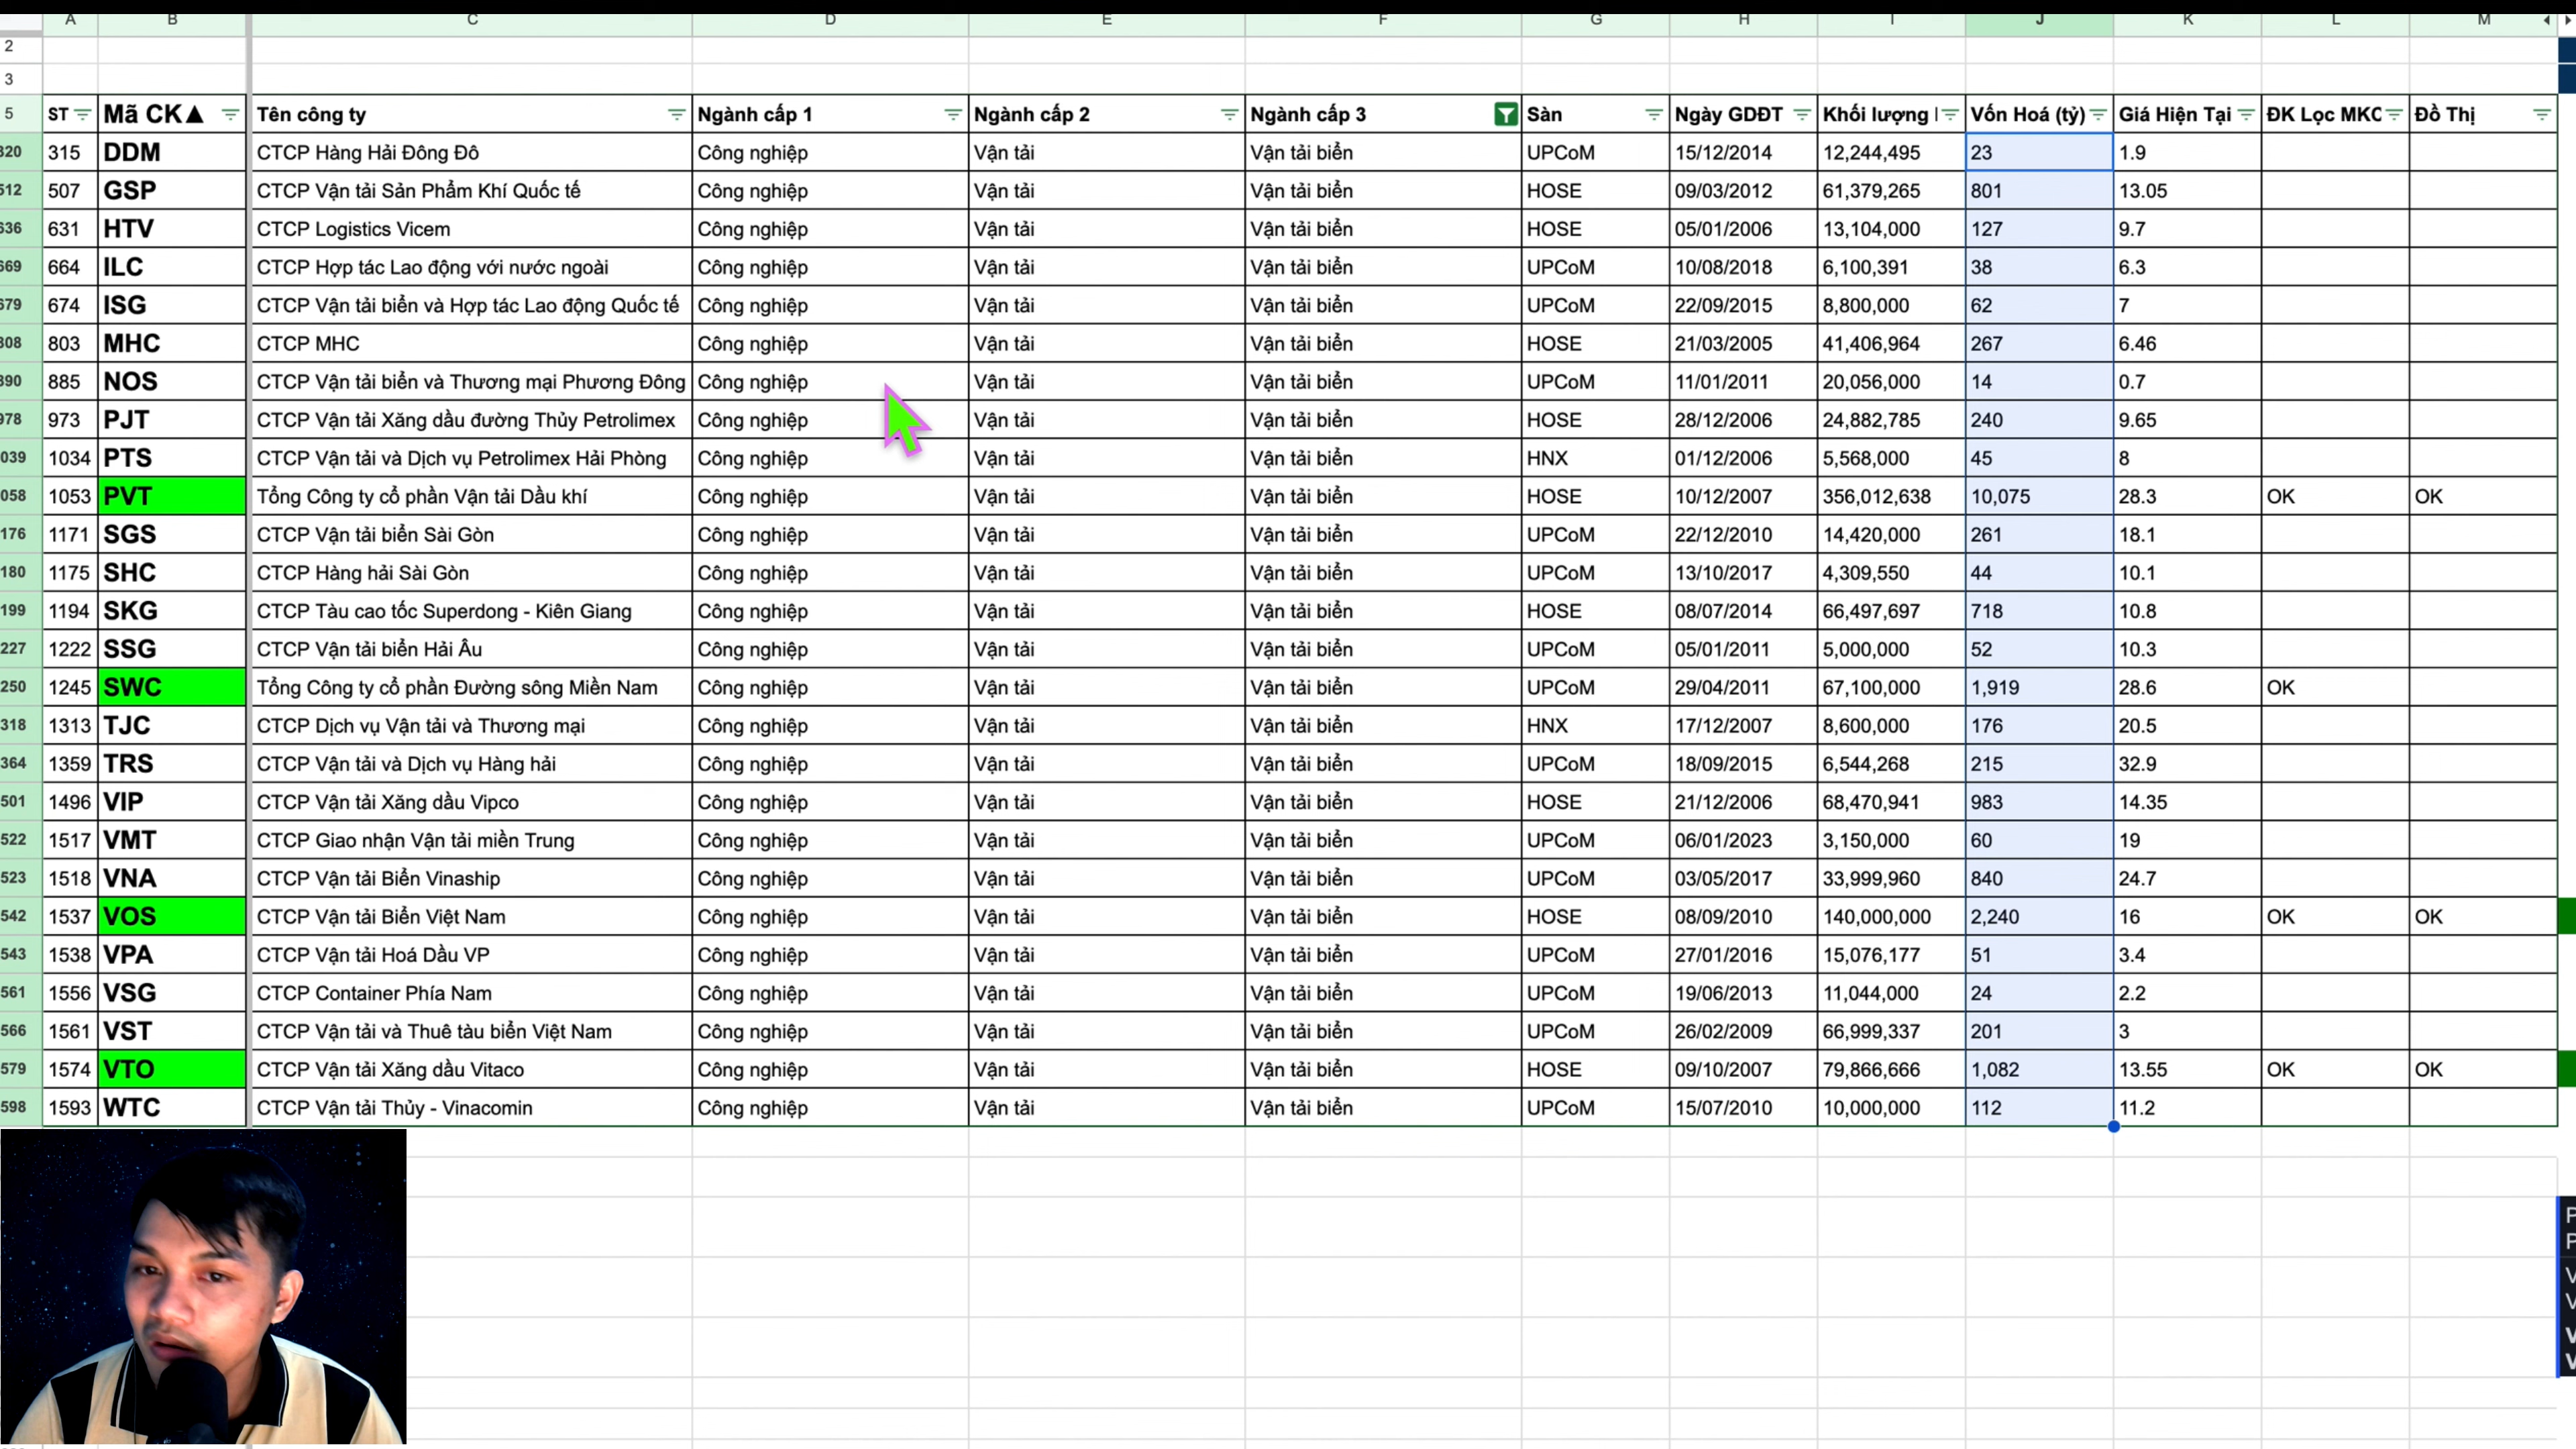 A B C D E F G H I J K L M
2
3
5 ST Mã CK▲ Tên công ty Ngành cấp 1 Ngành cấp 2 Ngành cấp 3 Sàn Ngày GDĐT Khối lượng Vốn Hoá (tỷ) Giá Hiện Tại ĐK Lọc MKC Đồ Thị
320 315 DDM CTCP Hàng Hải Đông Đô Công nghiệp Vận tải Vận tải biển UPCoM 15/12/2014 12,244,495 23 1.9
512 507 GSP CTCP Vận tải Sản Phẩm Khí Quốc tế Công nghiệp Vận tải Vận tải biển HOSE 09/03/2012 61,379,265 801 13.05
636 631 HTV CTCP Logistics Vicem Công nghiệp Vận tải Vận tải biển HOSE 05/01/2006 13,104,000 127 9.7
669 664 ILC CTCP Hợp tác Lao động với nước ngoài Công nghiệp Vận tải Vận tải biển UPCoM 10/08/2018 6,100,391 38 6.3
679 674 ISG CTCP Vận tải biển và Hợp tác Lao động Quốc tế Công nghiệp Vận tải Vận tải biển UPCoM 22/09/2015 8,800,000 62 7
808 803 MHC CTCP MHC Công nghiệp Vận tải Vận tải biển HOSE 21/03/2005 41,406,964 267 6.46
890 885 NOS CTCP Vận tải biển và Thương mại Phương Đông Công nghiệp Vận tải Vận tải biển UPCoM 11/01/2011 20,056,000 14 0.7
978 973 PJT CTCP Vận tải Xăng dầu đường Thủy Petrolimex Công nghiệp Vận tải Vận tải biển HOSE 28/12/2006 24,882,785 240 9.65
039 1034 PTS CTCP Vận tải và Dịch vụ Petrolimex Hải Phòng Công nghiệp Vận tải Vận tải biển HNX 01/12/2006 5,568,000 45 8
058 1053 PVT Tổng Công ty cổ phần Vận tải Dầu khí Công nghiệp Vận tải Vận tải biển HOSE 10/12/2007 356,012,638 10,075 28.3 OK OK
176 1171 SGS CTCP Vận tải biển Sài Gòn Công nghiệp Vận tải Vận tải biển UPCoM 22/12/2010 14,420,000 261 18.1
180 1175 SHC CTCP Hàng hải Sài Gòn Công nghiệp Vận tải Vận tải biển UPCoM 13/10/2017 4,309,550 44 10.1
199 1194 SKG CTCP Tàu cao tốc Superdong - Kiên Giang Công nghiệp Vận tải Vận tải biển HOSE 08/07/2014 66,497,697 718 10.8
227 1222 SSG CTCP Vận tải biển Hải Âu Công nghiệp Vận tải Vận tải biển UPCoM 05/01/2011 5,000,000 52 10.3
250 1245 SWC Tổng Công ty cổ phần Đường sông Miền Nam Công nghiệp Vận tải Vận tải biển UPCoM 29/04/2011 67,100,000 1,919 28.6 OK
318 1313 TJC CTCP Dịch vụ Vận tải và Thương mại Công nghiệp Vận tải Vận tải biển HNX 17/12/2007 8,600,000 176 20.5
364 1359 TRS CTCP Vận tải và Dịch vụ Hàng hải Công nghiệp Vận tải Vận tải biển UPCoM 18/09/2015 6,544,268 215 32.9
501 1496 VIP CTCP Vận tải Xăng dầu Vipco Công nghiệp Vận tải Vận tải biển HOSE 21/12/2006 68,470,941 983 14.35
522 1517 VMT CTCP Giao nhận Vận tải miền Trung Công nghiệp Vận tải Vận tải biển UPCoM 06/01/2023 3,150,000 60 19
523 1518 VNA CTCP Vận tải Biển Vinaship Công nghiệp Vận tải Vận tải biển UPCoM 03/05/2017 33,999,960 840 24.7
542 1537 VOS CTCP Vận tải Biển Việt Nam Công nghiệp Vận tải Vận tải biển HOSE 08/09/2010 140,000,000 2,240 16 OK OK
543 1538 VPA CTCP Vận tải Hoá Dầu VP Công nghiệp Vận tải Vận tải biển UPCoM 27/01/2016 15,076,177 51 3.4
561 1556 VSG CTCP Container Phía Nam Công nghiệp Vận tải Vận tải biển UPCoM 19/06/2013 11,044,000 24 2.2
566 1561 VST CTCP Vận tải và Thuê tàu biển Việt Nam Công nghiệp Vận tải Vận tải biển UPCoM 26/02/2009 66,999,337 201 3
579 1574 VTO CTCP Vận tải Xăng dầu Vitaco Công nghiệp Vận tải Vận tải biển HOSE 09/10/2007 79,866,666 1,082 13.55 OK OK
598 1593 WTC CTCP Vận tải Thủy - Vinacomin Công nghiệp Vận tải Vận tải biển UPCoM 15/07/2010 10,000,000 112 11.2